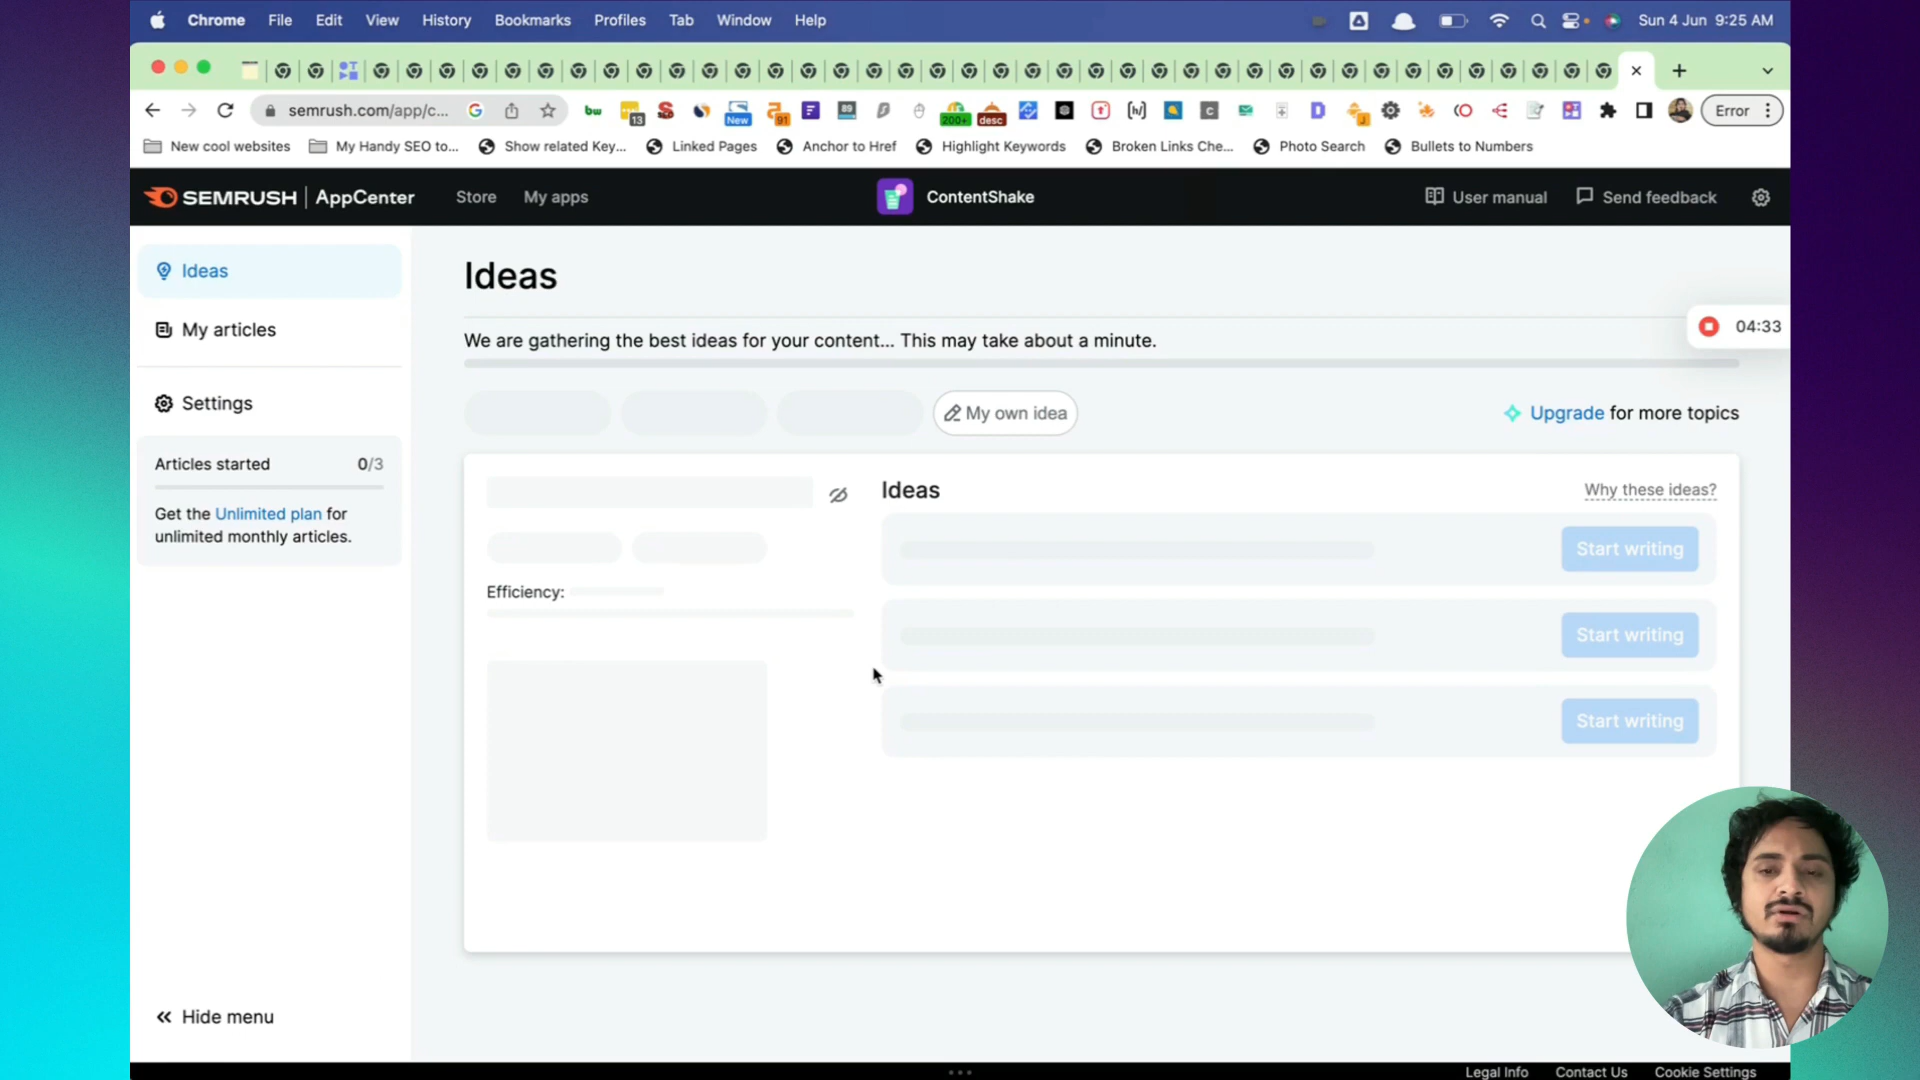 Chrome File Edit View History Bookmarks Profiles Tab Window Help Sun 4 Jun 9:25 AM
semrush.com/app/c... 13 New 91 89 200+ desc Error
New cool websites My Handy SEO to... Show related Key... Linked Pages Anchor to Href Highlight Keywords Broken Links Che... Photo Search Bullets to Numbers
SEMRUSH AppCenter Store My apps ContentShake User manual Send feedback
Ideas
My articles
Settings
Articles started 0/3
Get the Unlimited plan for
unlimited monthly articles.
Hide menu
Ideas
We are gathering the best ideas for your content... This may take about a minute.
04:33
My own idea
Upgrade for more topics
Efficiency:
Ideas Why these ideas?
Start writing
Start writing
Start writing
Legal Info Contact Us Cookie Settings